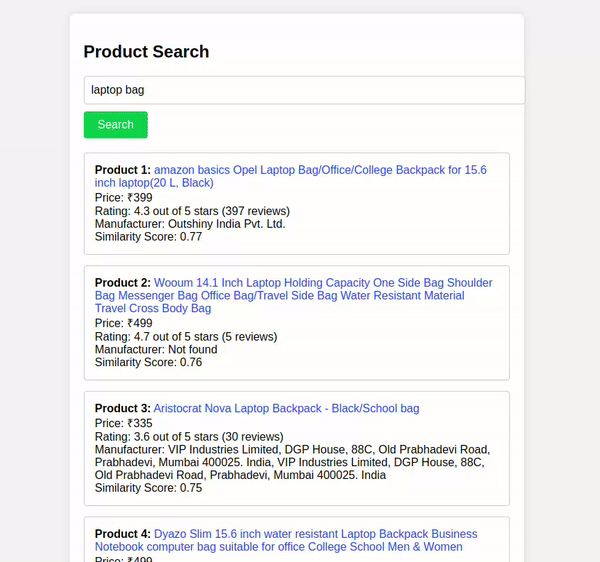 Product Search
laptop bag
Search
Product 1: amazon basics Opel Laptop Bag/Office/College Backpack for 15.6
inch laptop(20 L, Black)
Price: ₹399
Rating: 4.3 out of 5 stars (397 reviews)
Manufacturer: Outshiny India Pvt. Ltd.
Similarity Score: 0.77
Product 2: Wooum 14.1 Inch Laptop Holding Capacity One Side Bag Shoulder
Bag Messenger Bag Office Bag/Travel Side Bag Water Resistant Material
Travel Cross Body Bag
Price: ₹499
Rating: 4.7 out of 5 stars (5 reviews)
Manufacturer: Not found
Similarity Score: 0.76
Product 3: Aristocrat Nova Laptop Backpack - Black/School bag
Price: ₹335
Rating: 3.6 out of 5 stars (30 reviews)
Manufacturer: VIP Industries Limited, DGP House, 88C, Old Prabhadevi Road,
Prabhadevi, Mumbai 400025. India, VIP Industries Limited, DGP House, 88C,
Old Prabhadevi Road, Prabhadevi, Mumbai 400025. India
Similarity Score: 0.75
Product 4: Dyazo Slim 15.6 inch water resistant Laptop Backpack Business
Notebook computer bag suitable for office College School Men & Women
Price: ₹499